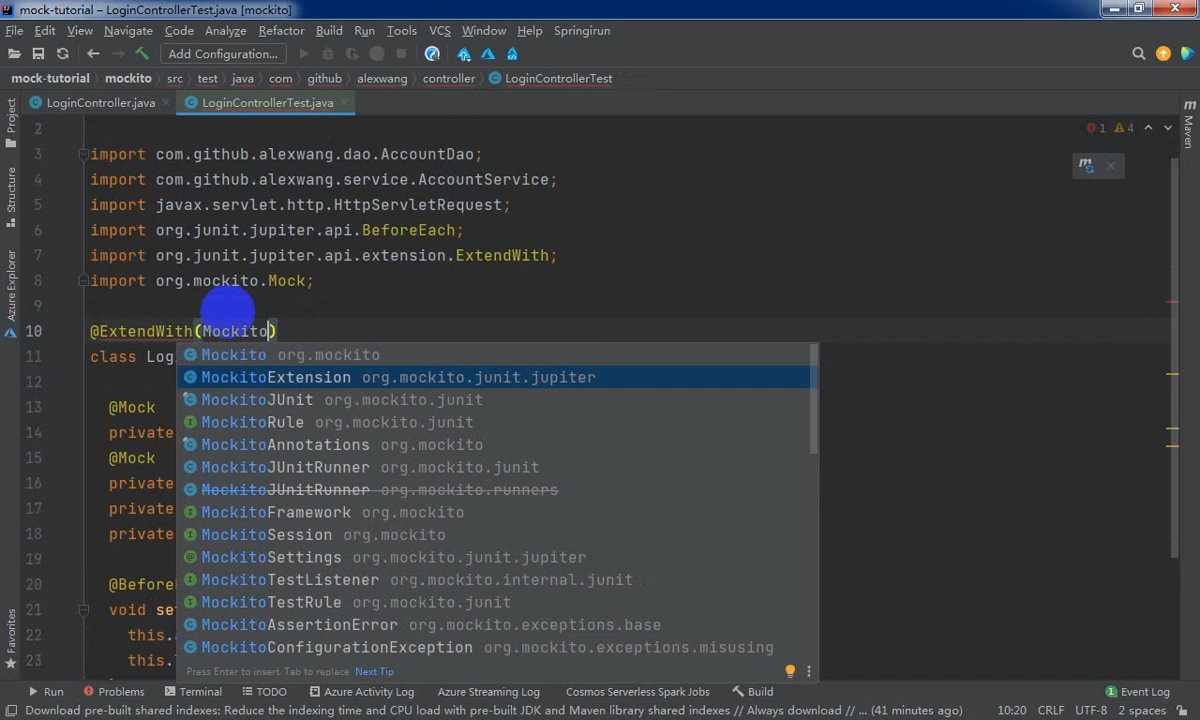 mock-tutorial – LoginControllerTest.java [mockito]
File Edit View Navigate Code Analyze Refactor Build Run Tools VCS Window Help Springirun
Add Configuration...
mock-tutorial mockito src test java com github alexwang controller LoginControllerTest
LoginController.java LoginControllerTest.java
1 4
2
3 import com.github.alexwang.dao.AccountDao;
4 import com.github.alexwang.service.AccountService;
5 import javax.servlet.http.HttpServletRequest;
6 import org.junit.jupiter.api.BeforeEach;
7 import org.junit.jupiter.api.extension.ExtendWith;
8 import org.mockito.Mock;
9
10 @ExtendWith(Mockito)
11 class Log
12
13 @Mock
14 private
15 @Mock
16 private
17 private
18 private
19
20 @Before
21 void set
22 this.
23 this.
Mockito org.mockito
MockitoExtension org.mockito.junit.jupiter
MockitoJUnit org.mockito.junit
MockitoRule org.mockito.junit
MockitoAnnotations org.mockito
MockitoJUnitRunner org.mockito.junit
MockitoJUnitRunner org.mockito.runners
MockitoFramework org.mockito
MockitoSession org.mockito
MockitoSettings org.mockito.junit.jupiter
MockitoTestListener org.mockito.internal.junit
MockitoTestRule org.mockito.junit
MockitoAssertionError org.mockito.exceptions.base
MockitoConfigurationException org.mockito.exceptions.misusing
Press Enter to insert, Tab to replace Next Tip
Project
Structure
Azure Explorer
Favorites
Maven
Run Problems Terminal TODO Azure Activity Log Azure Streaming Log Cosmos Serverless Spark Jobs Build 1 Event Log
Download pre-built shared indexes: Reduce the indexing time and CPU load with pre-built JDK and Maven library shared indexes // Always download // ... (41 minutes ago) 10:20 CRLF UTF-8 2 spaces